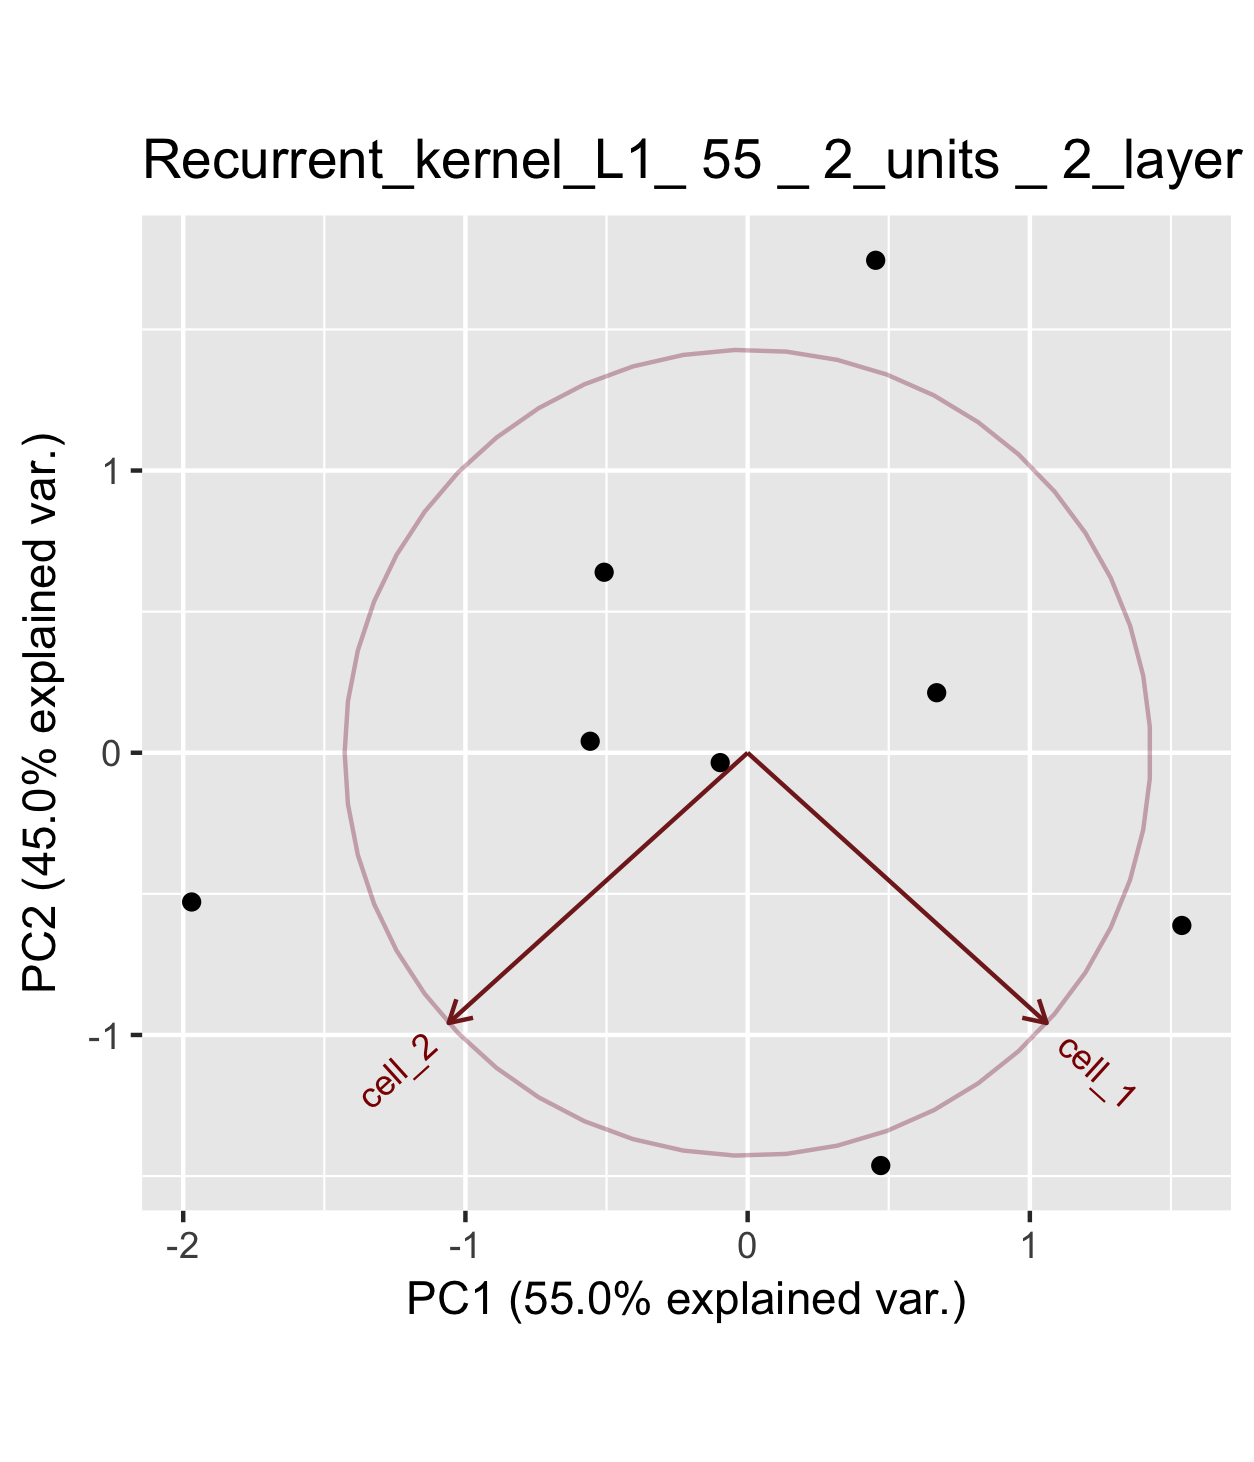 Recurrent_kernel_L1_ 55 _ 2_units _ 2_layer
PC2 (45.0% explained var.)
1
0
-1
cell_2
cell_1
-2
-1
0
1
PC1 (55.0% explained var.)